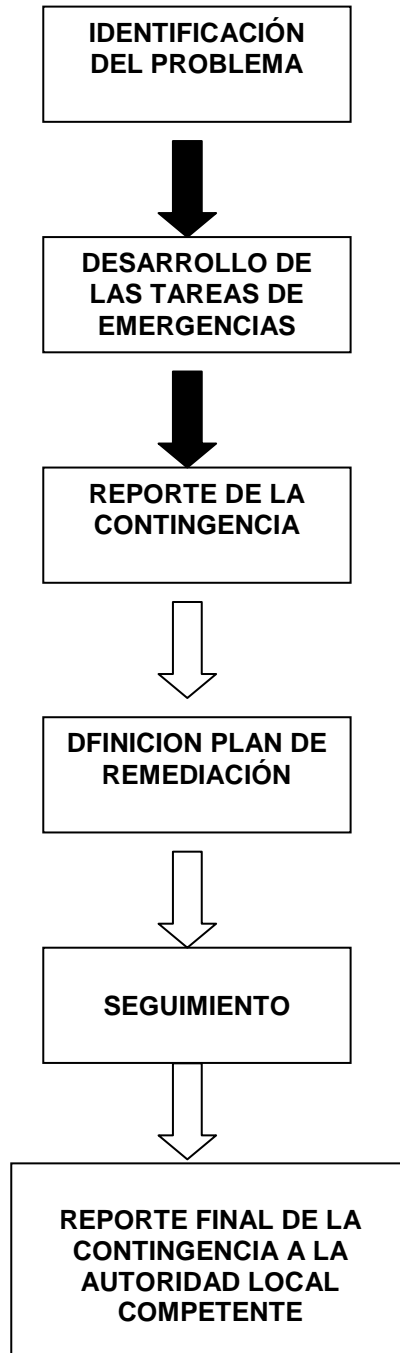 IDENTIFICACIÓN
DEL PROBLEMA
DESARROLLO DE
LAS TAREAS DE
EMERGENCIAS
REPORTE DE LA
CONTINGENCIA
DFINICION PLAN DE
REMEDIACIÓN
SEGUIMIENTO
REPORTE FINAL DE LA
CONTINGENCIA A LA
AUTORIDAD LOCAL
COMPETENTE